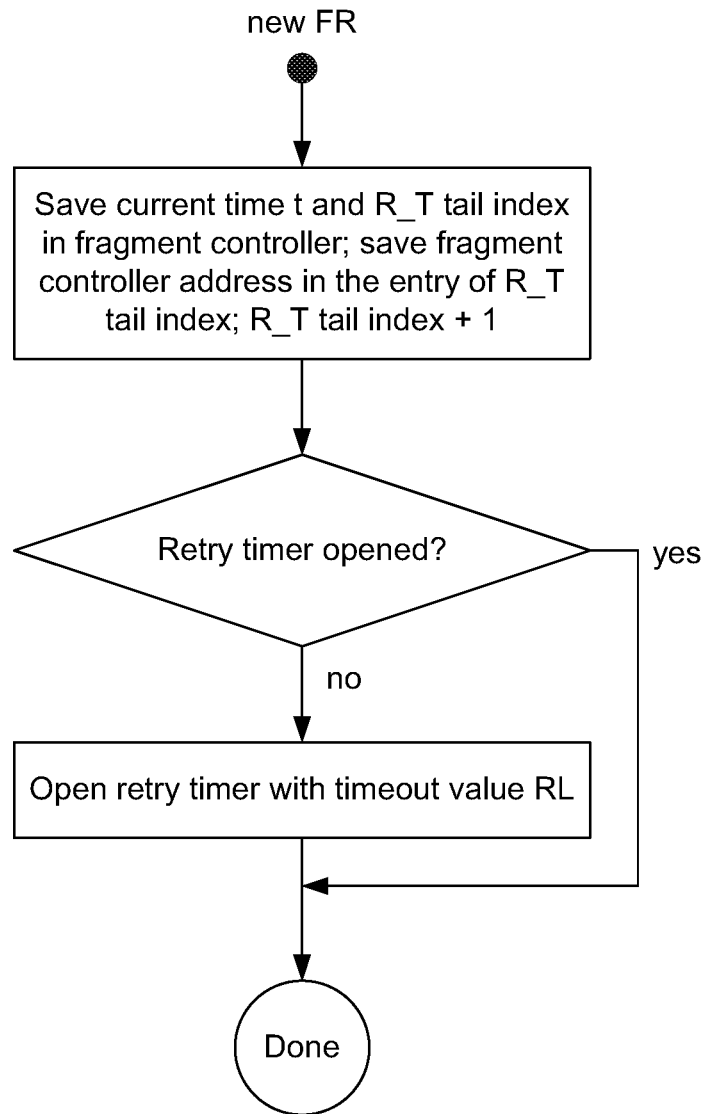 new FR
Save current time t and R_T tail index
in fragment controller; save fragment
controller address in the entry of R_T
tail index; R_T tail index + 1
Retry timer opened?
yes
no
Open retry timer with timeout value RL
Done